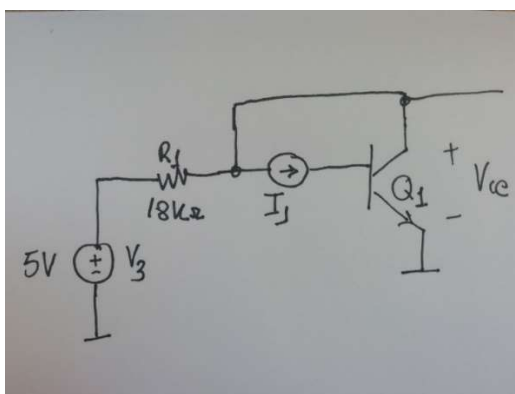 R1
18KΩ
I1
Q1
+
Vce
-
5V
+
-
V3